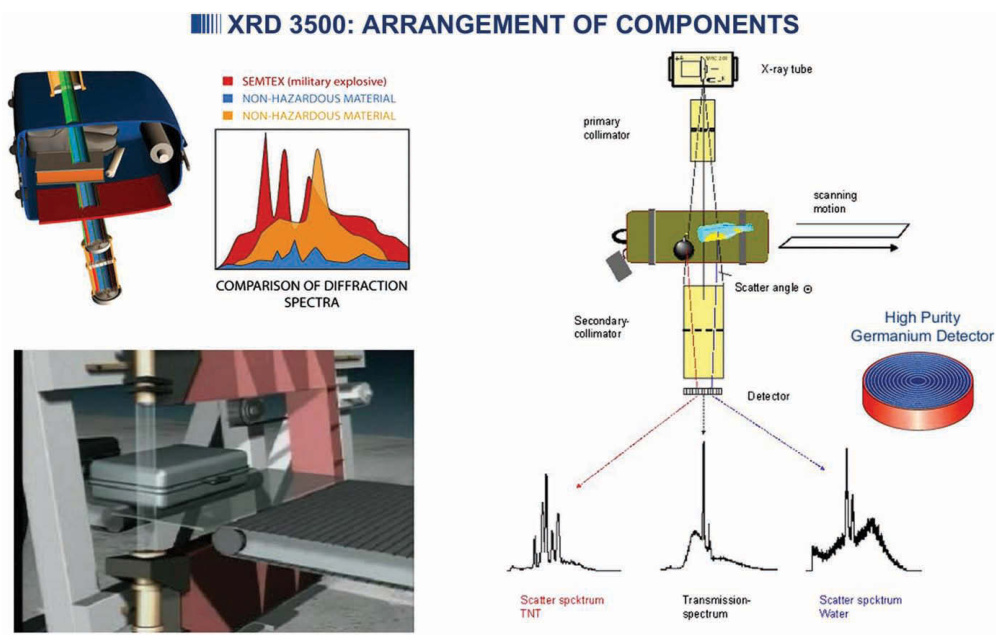 XRD 3500: ARRANGEMENT OF COMPONENTS
SEMTEX (military explosive)
NON-HAZARDOUS MATERIAL
NON-HAZARDOUS MATERIAL
COMPARISON OF DIFFRACTION
SPECTRA
X-ray tube
primary
collimator
scanning
motion
Scatter angle Θ
Secondary-
collimator
Detector
High Purity
Germanium Detector
Scatter spcktrum
TNT
Transmission-
spectrum
Scatter spcktrum
Water